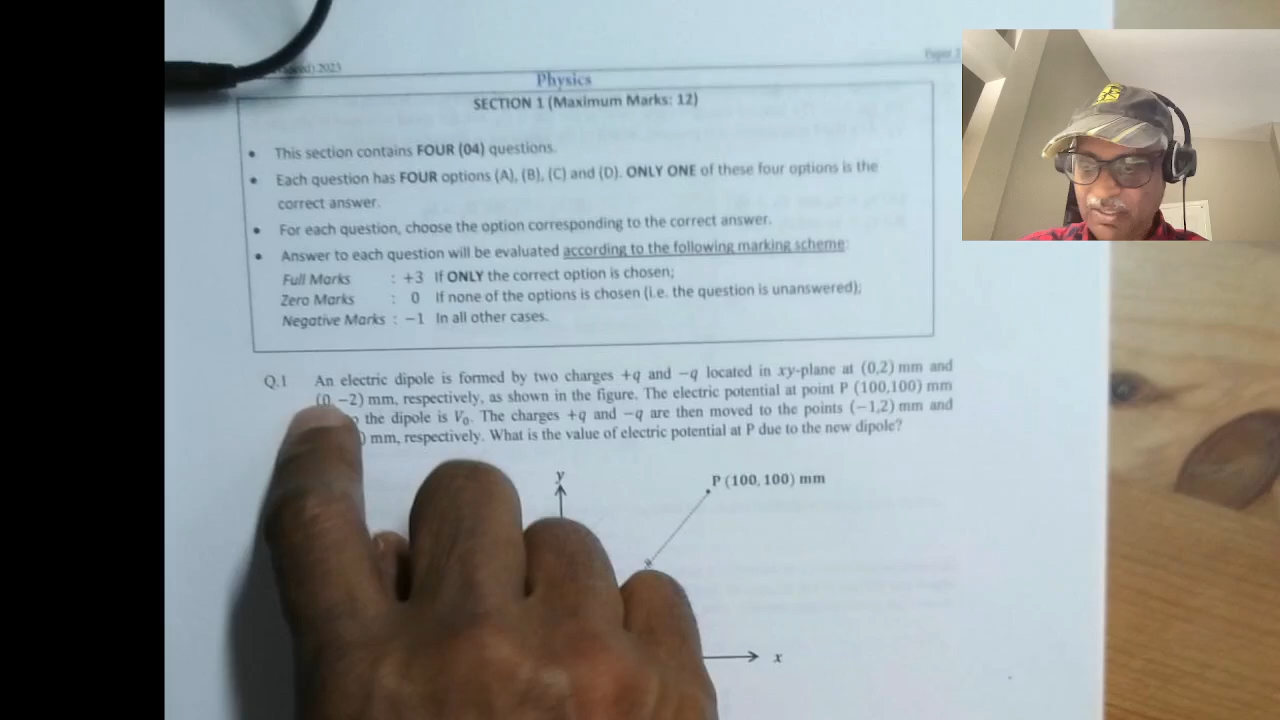 2023
Paper
Physics
SECTION 1 (Maximum Marks: 12)
• This section contains FOUR (04) questions.
• Each question has FOUR options (A), (B), (C) and (D). ONLY ONE of these four options is the
correct answer.
• For each question, choose the option corresponding to the correct answer.
• Answer to each question will be evaluated according to the following marking scheme:
Full Marks : +3 If ONLY the correct option is chosen;
Zero Marks : 0 If none of the options is chosen (i.e. the question is unanswered);
Negative Marks : −1 In all other cases.
Q.1 An electric dipole is formed by two charges +q and −q located in xy-plane at (0,2) mm and
(0, −2) mm, respectively, as shown in the figure. The electric potential at point P (100,100) mm
the dipole is V₀. The charges +q and −q are then moved to the points (−1,2) mm and
) mm, respectively. What is the value of electric potential at P due to the new dipole?
y
P (100, 100) mm
x